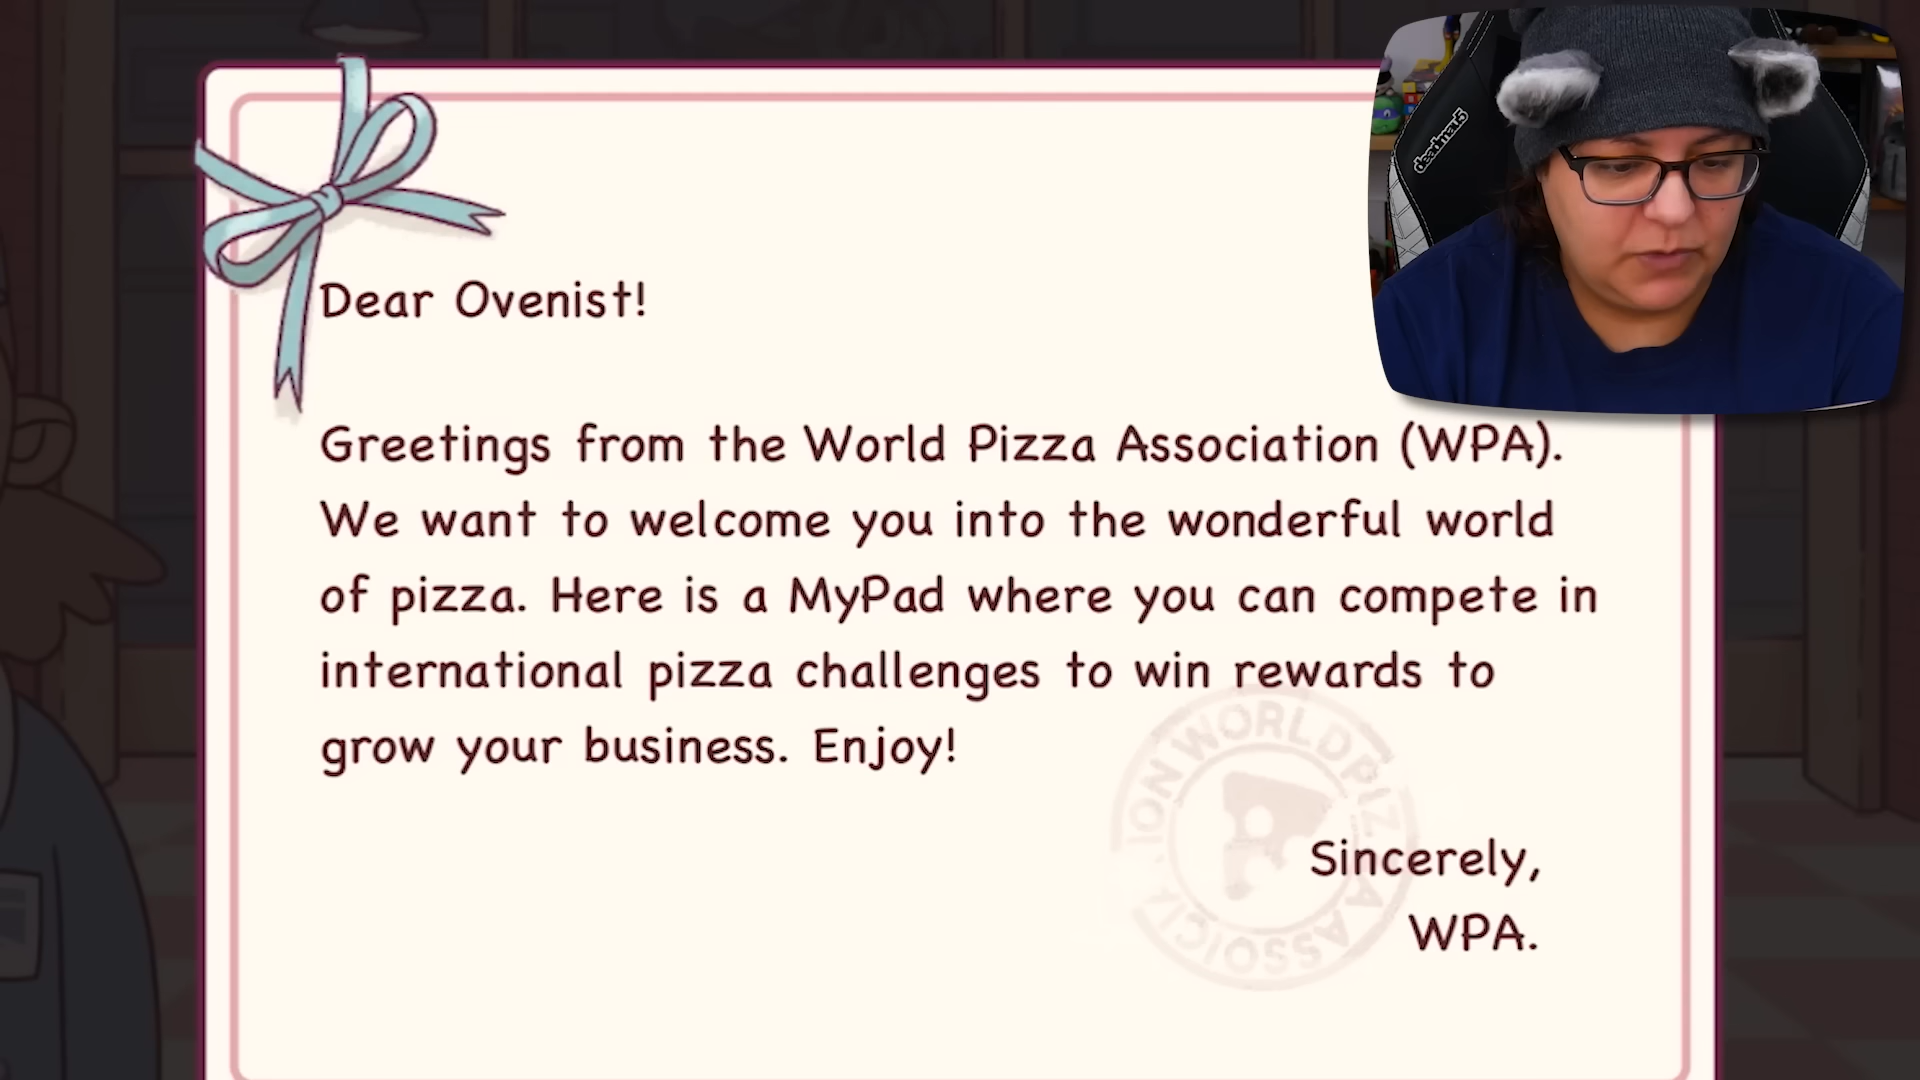 deadmau5
Dear Ovenist!
Greetings from the World Pizza Association (WPA).
We want to welcome you into the wonderful world
of pizza. Here is a MyPad where you can compete in
international pizza challenges to win rewards to
grow your business. Enjoy!
Sincerely,
WPA.